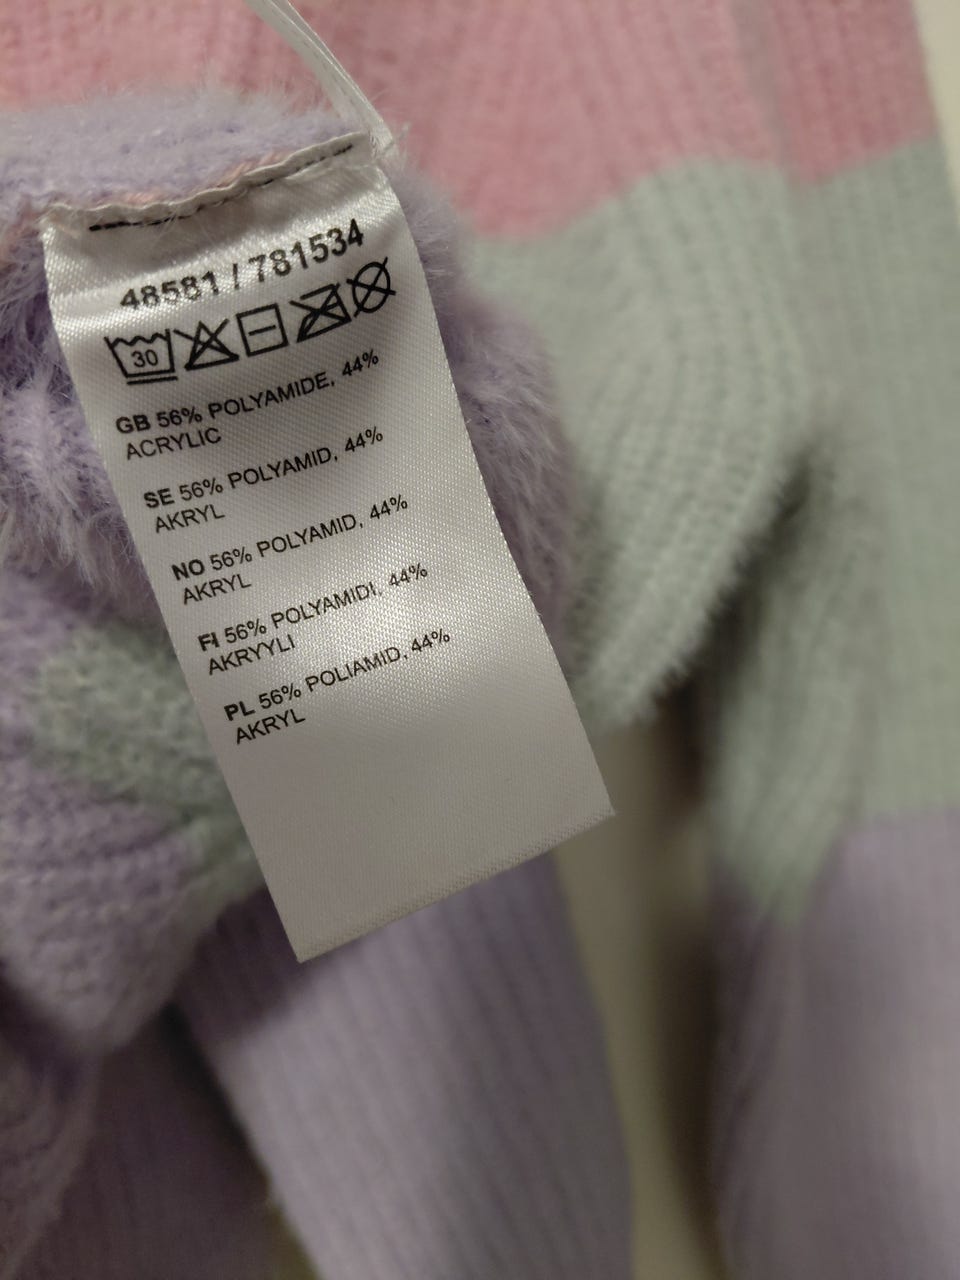 48581 / 781534
30
GB 56% POLYAMIDE, 44%
ACRYLIC
SE 56% POLYAMID, 44%
AKRYL
NO 56% POLYAMID, 44%
AKRYL
FI 56% POLYAMIDI, 44%
AKRYYLI
PL 56% POLIAMID, 44%
AKRYL